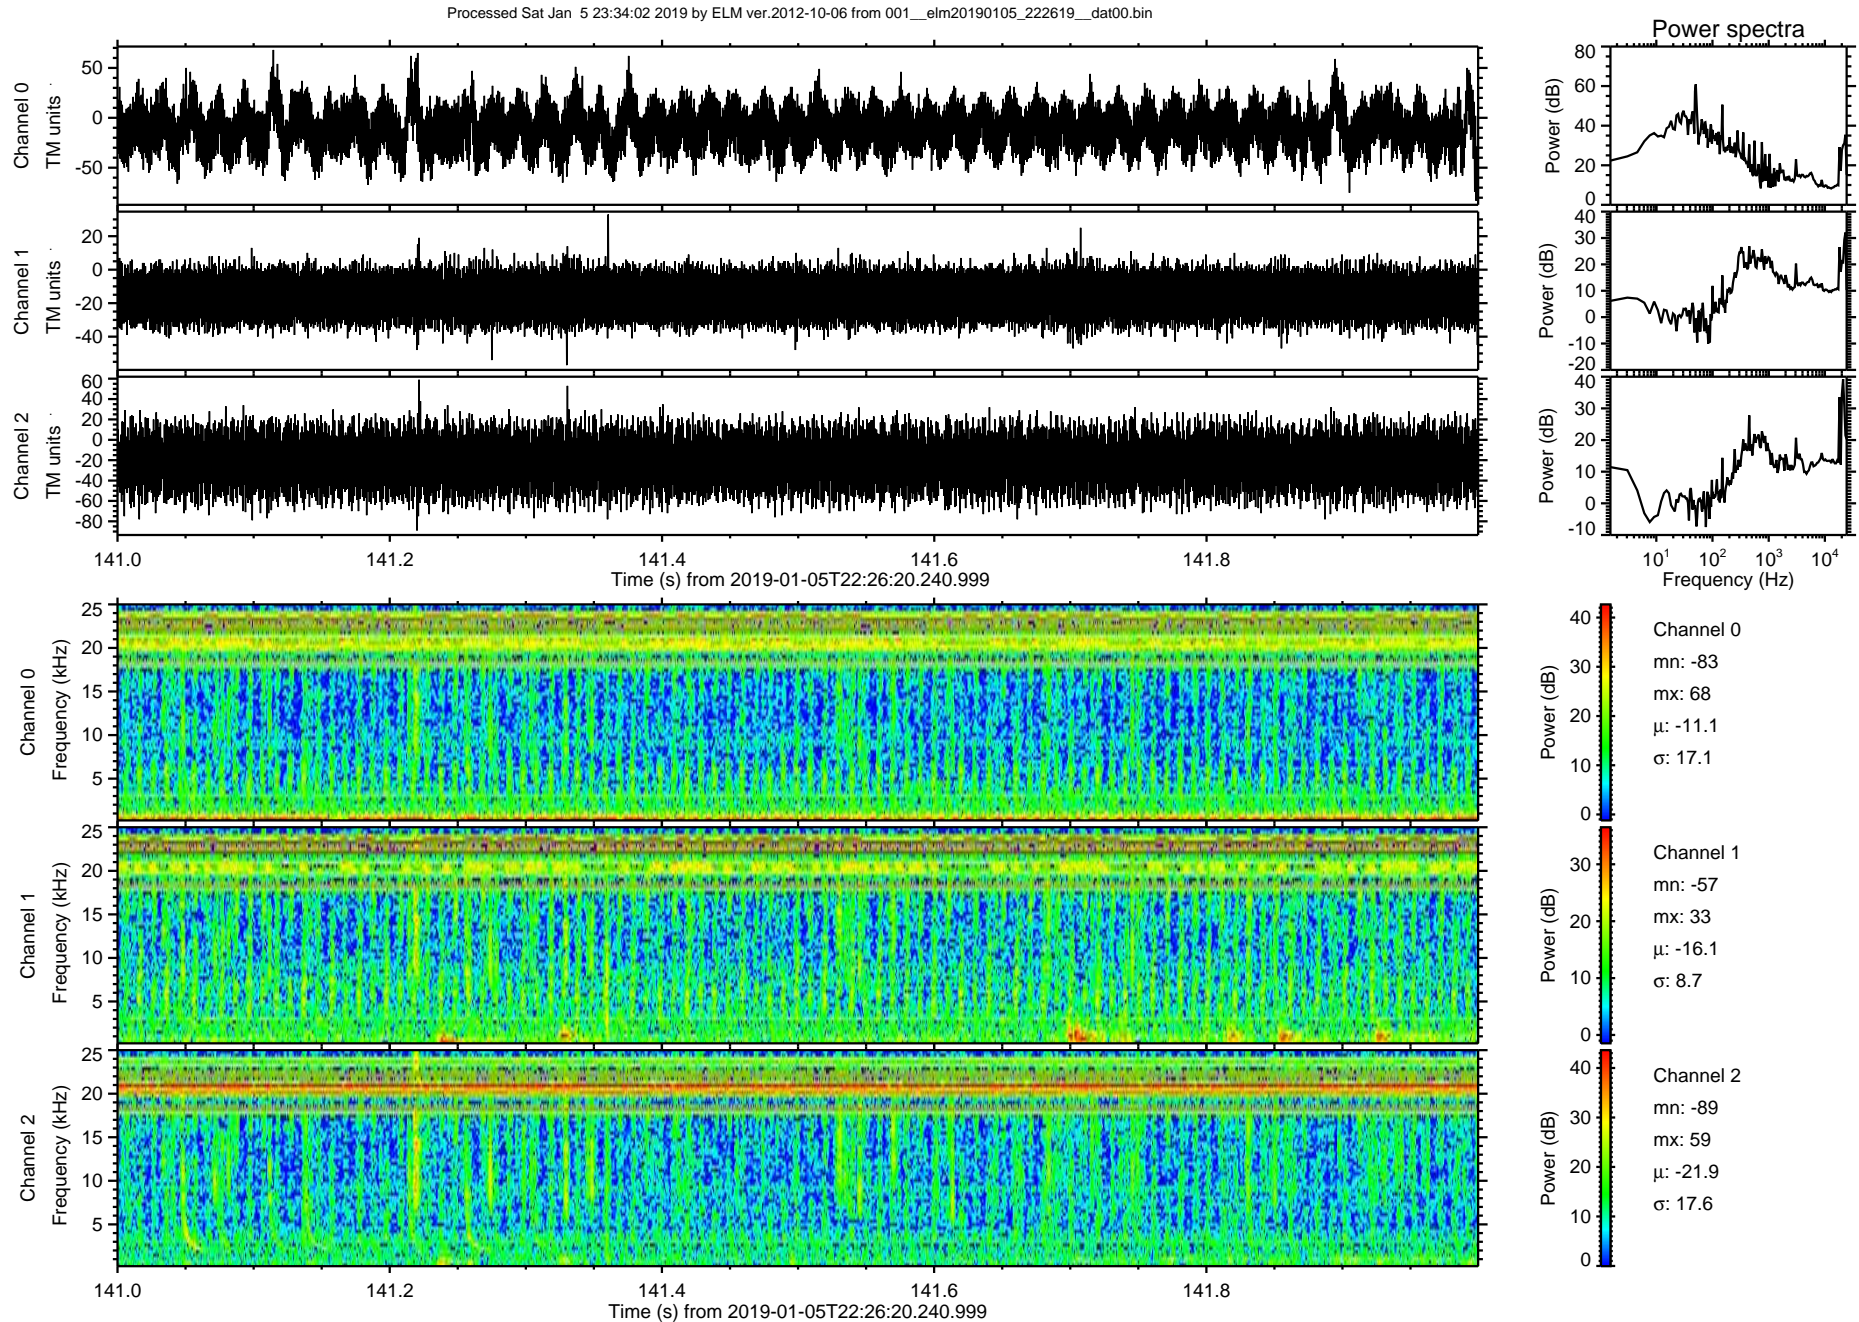 Processed Sat Jan  5 23:34:02 2019 by ELM ver.2012-10-06 from 001__elm20190105_222619__dat00.bin
Power spectra
Channel 0
TM units
50
0
-50
Power (dB)
80
60
40
20
0
Channel 1
TM units
20
0
-20
-40
Power (dB)
40
30
20
10
0
-10
-20
Channel 2
TM units
60
40
20
0
-20
-40
-60
-80
Power (dB)
40
30
20
10
0
-10
141.0 141.2 141.4 141.6 141.8
Time (s) from 2019-01-05T22:26:20.240.999
10^1 10^2 10^3 10^4
Frequency (Hz)
Channel 0
Frequency (kHz)
25
20
15
10
5
Power (dB)
40
30
20
10
0
Channel 0
mn: -83
mx: 68
μ: -11.1
σ: 17.1
Channel 1
Frequency (kHz)
25
20
15
10
5
Power (dB)
30
20
10
0
Channel 1
mn: -57
mx: 33
μ: -16.1
σ: 8.7
Channel 2
Frequency (kHz)
25
20
15
10
5
Power (dB)
40
30
20
10
0
Channel 2
mn: -89
mx: 59
μ: -21.9
σ: 17.6
141.0 141.2 141.4 141.6 141.8
Time (s) from 2019-01-05T22:26:20.240.999